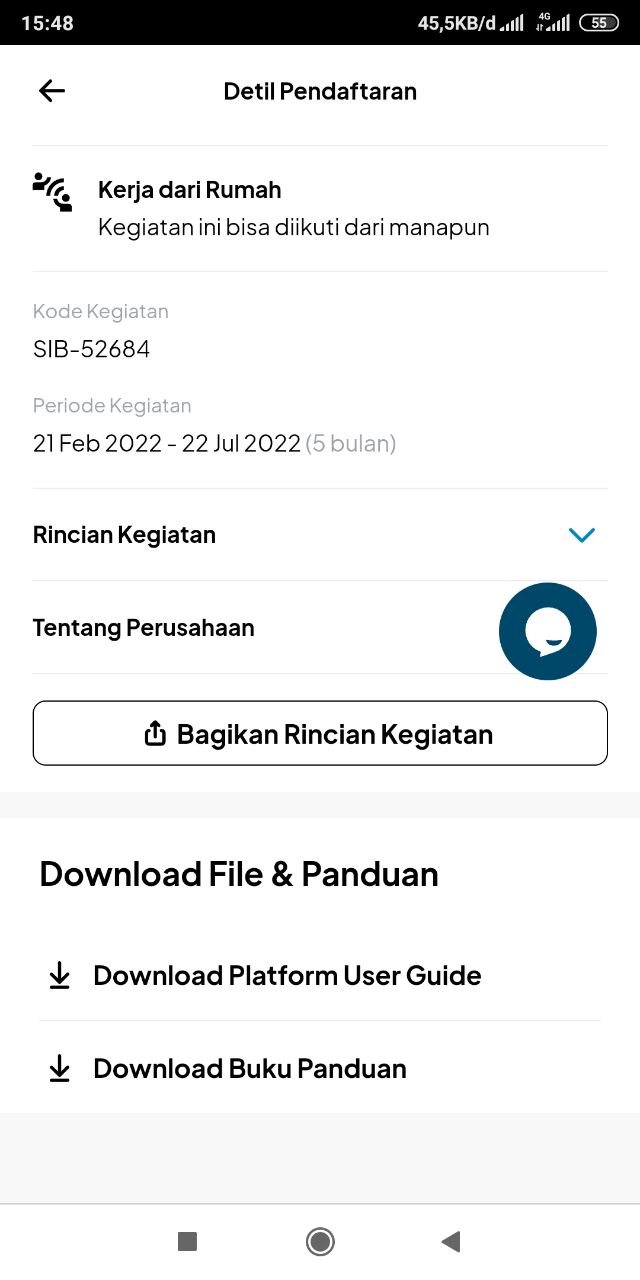 15:48
45,5KB/d
4G
55
Detil Pendaftaran
Kerja dari Rumah
Kegiatan ini bisa diikuti dari manapun
Kode Kegiatan
SIB-52684
Periode Kegiatan
21 Feb 2022 - 22 Jul 2022 (5 bulan)
Rincian Kegiatan
Tentang Perusahaan
Bagikan Rincian Kegiatan
Download File & Panduan
Download Platform User Guide
Download Buku Panduan